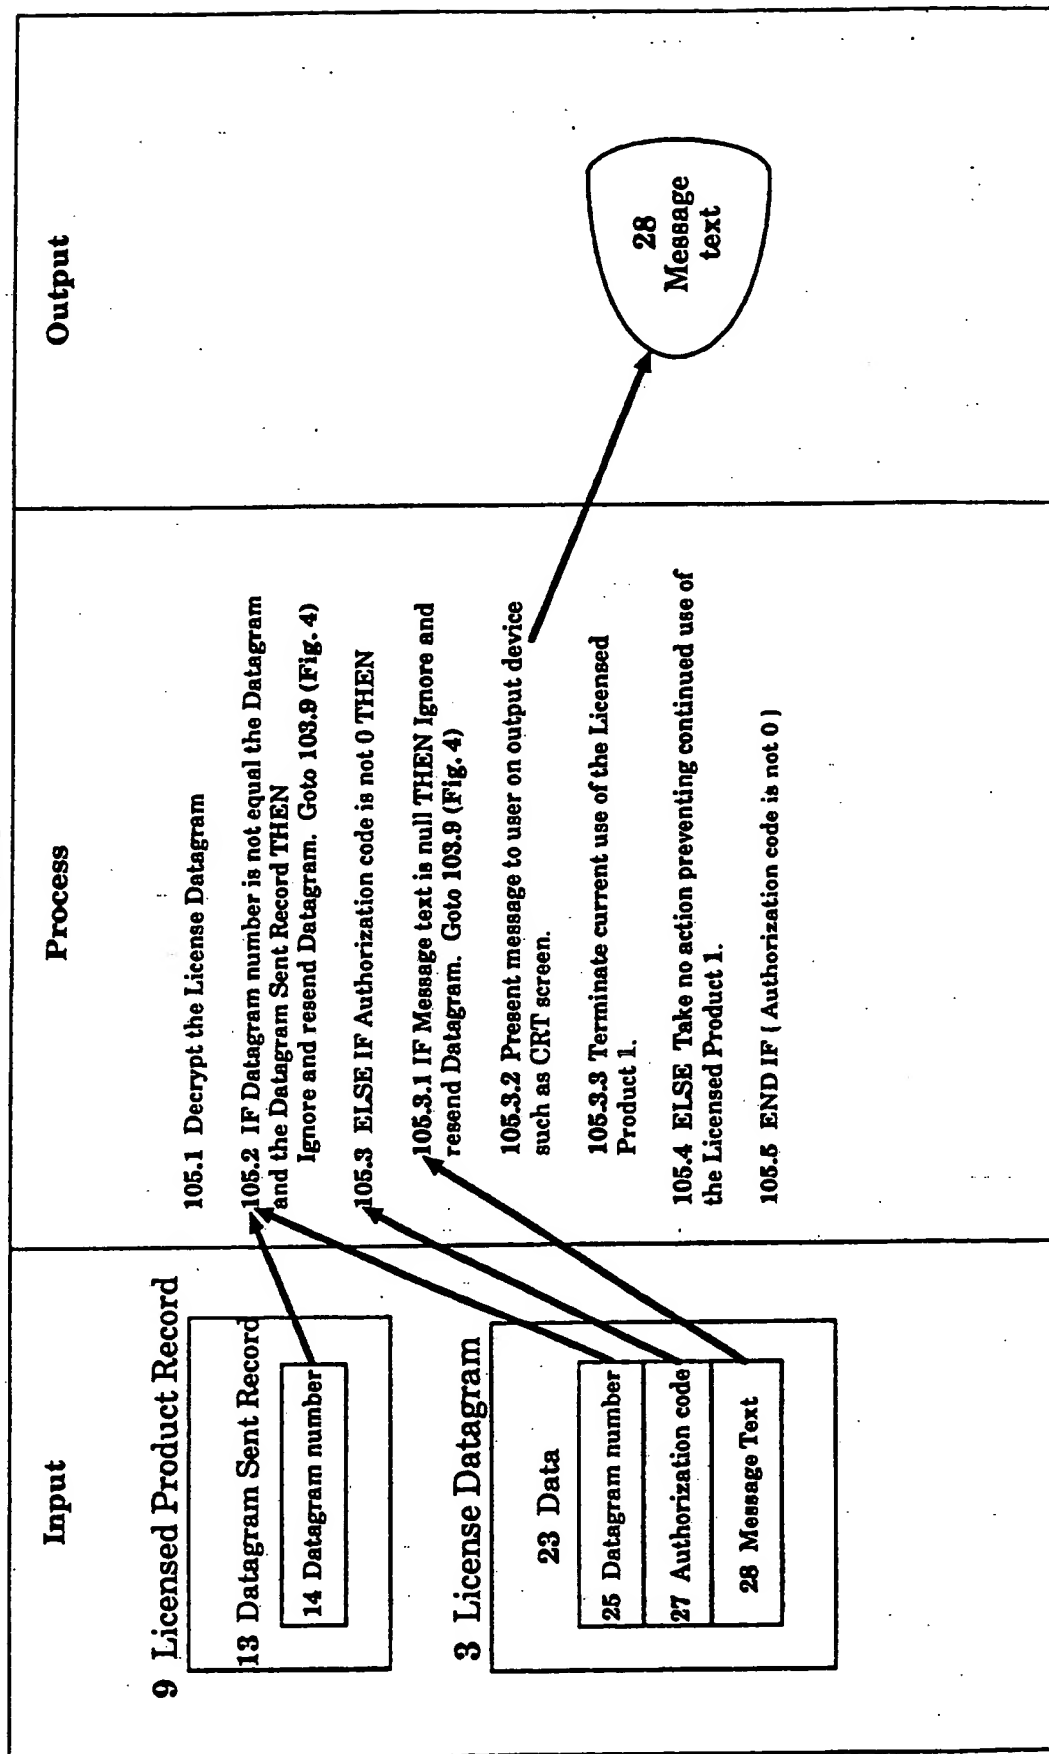 Input
Process
Output
9 Licensed Product Record
13 Datagram Sent Record
14 Datagram number
3 License Datagram
23 Data
25 Datagram number
27 Authorization code
28 Message Text
105.1 Decrypt the License Datagram
105.2 IF Datagram number is not equal the Datagram
and the Datagram Sent Record THEN
Ignore and resend Datagram. Goto 103.9 (Fig. 4)
105.3 ELSE IF Authorization code is not 0 THEN
105.3.1 IF Message text is null THEN Ignore and
resend Datagram. Goto 103.9 (Fig. 4)
105.3.2 Present message to user on output device
such as CRT screen.
105.3.3 Terminate current use of the Licensed
Product 1.
105.4 ELSE Take no action preventing continued use of
the Licensed Product 1.
105.5 END IF { Authorization code is not 0 }
28
Message
text